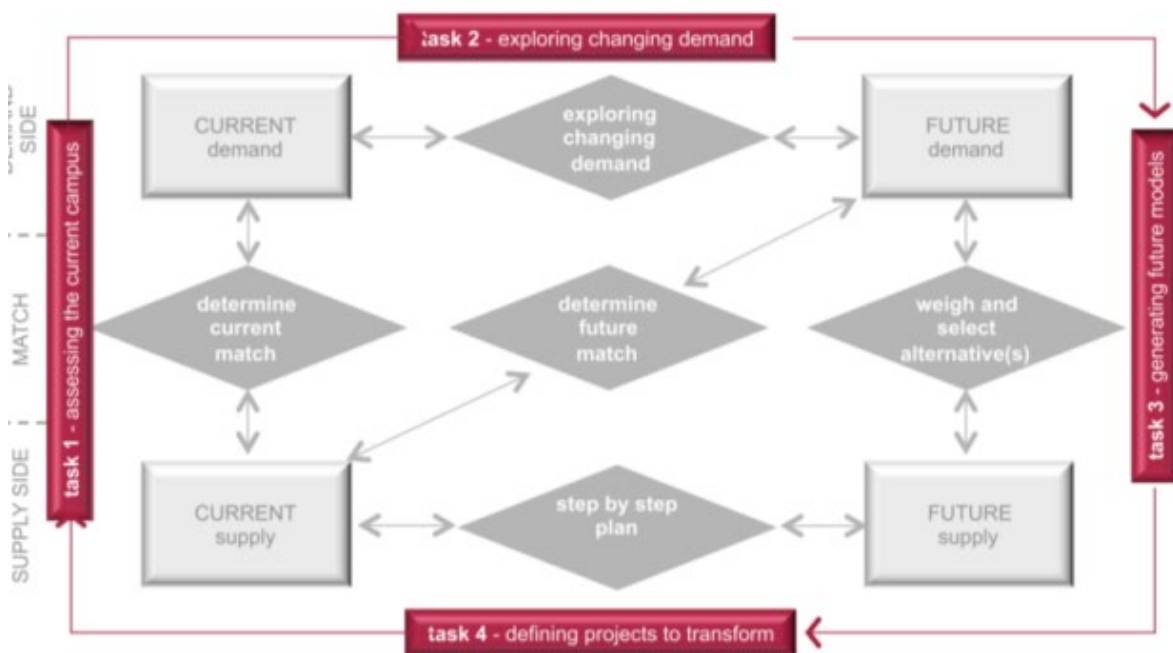 task 2 - exploring changing demand
SIDE
CURRENT
demand
exploring
changing
demand
FUTURE
demand
task 1 - assessing the current campus
MATCH
determine
current
match
determine
future
match
weigh and
select
alternative(s)
task 3 - generating future models
SUPPLY SIDE
CURRENT
supply
step by step
plan
FUTURE
supply
task 4 - defining projects to transform